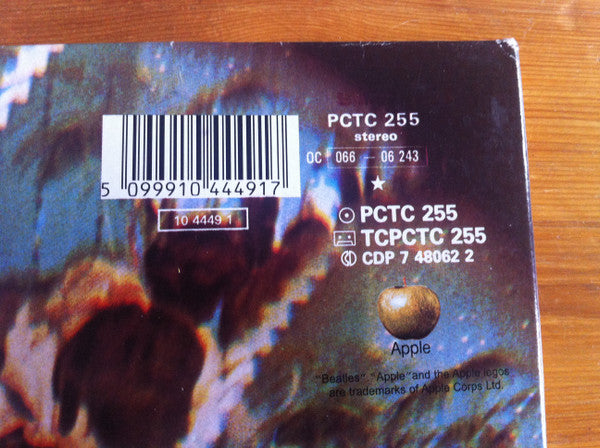 PCTC 255
stereo
OC 066 — 06 243
5 099910 444917
10 4449 1
PCTC 255
TCPCTC 255
CDP 7 48062 2
Apple
"Beatles", "Apple" and the Apple logos
are trademarks of Apple Corps Ltd.